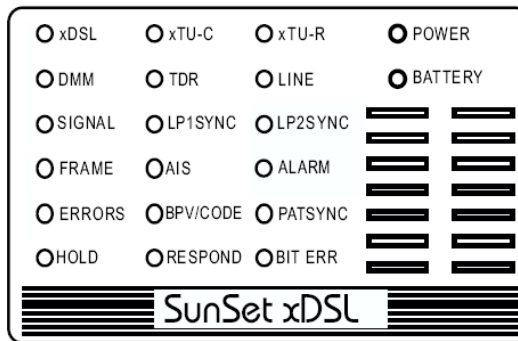 xDSL xTU-C xTU-R POWER
DMM TDR LINE BATTERY
SIGNAL LP1SYNC LP2SYNC
FRAME AIS ALARM
ERRORS BPV/CODE PATSYNC
HOLD RESPOND BIT ERR
SunSet xDSL